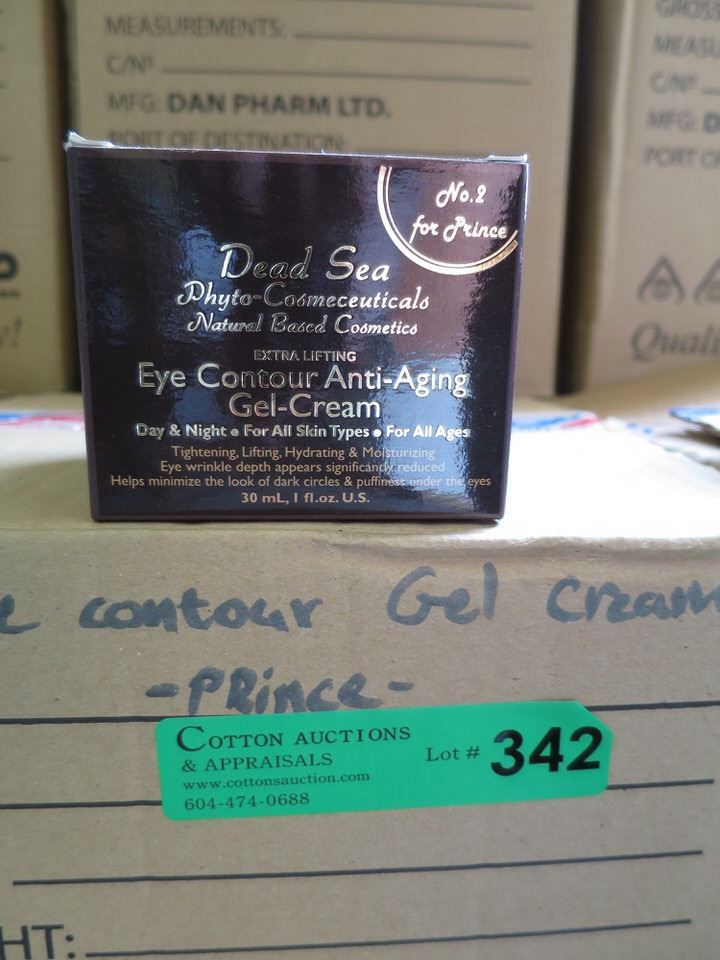 MEASUREMENTS:
C/Nº
MFG: DAN PHARM LTD.
PORT OF DESTINATION:
GROSS
MEASU
C/Nº
MFG: D
PORT O
Quali
No.2
for Prince
Dead Sea
Phyto-Cosmeceuticals
Natural Based Cosmetics
EXTRA LIFTING
Eye Contour Anti-Aging
Gel-Cream
Day & Night • For All Skin Types • For All Ages
Tightening, Lifting, Hydrating & Moisturizing
Eye wrinkle depth appears significantly reduced
Helps minimize the look of dark circles & puffiness under the eyes
30 mL, 1 fl.oz. U.S.
e contour Gel cream
-PRince-
COTTON AUCTIONS
& APPRAISALS
www.cottonsauction.com
604-474-0688
Lot # 342
HT: